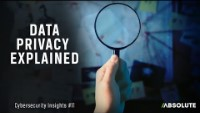 DATA
PRIVACY
EXPLAINED
Cybersecurity Insights #11
/ABSOLUTE